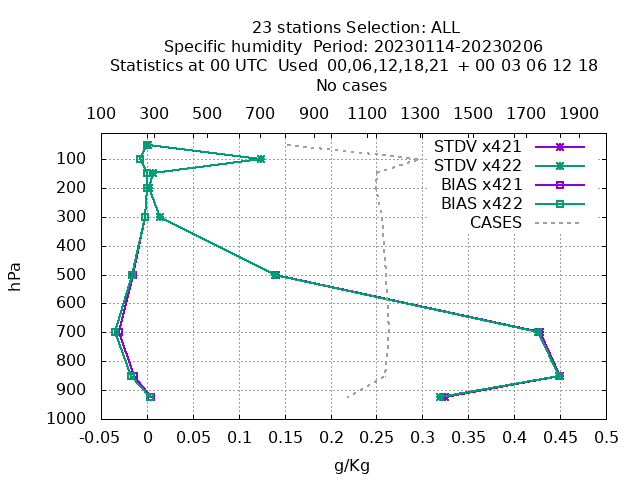 23 stations Selection: ALL
Specific humidity  Period: 20230114-20230206
Statistics at 00 UTC  Used  00,06,12,18,21  + 00 03 06 12 18
No cases
100 300 500 700 900 1100 1300 1500 1700 1900
STDV x421
STDV x422
BIAS x421
BIAS x422
CASES
hPa
100
200
300
400
500
600
700
800
900
1000
-0.05 0 0.05 0.1 0.15 0.2 0.25 0.3 0.35 0.4 0.45 0.5
g/Kg